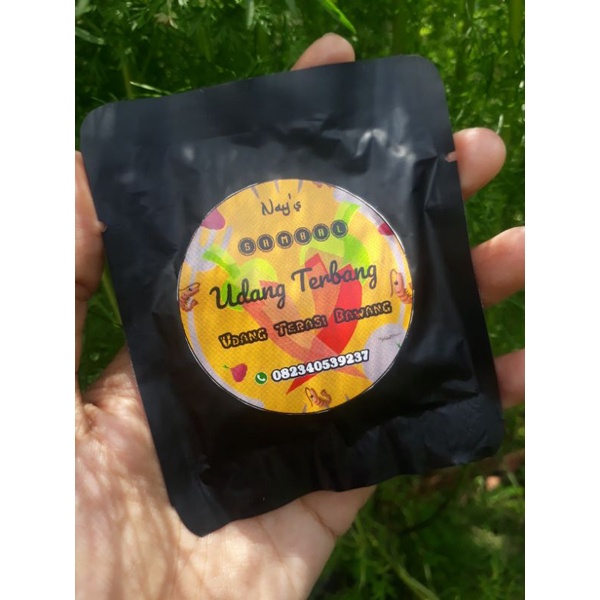 Nay's
SAMBAL
Udang Terbang
UDANG TERASI BAWANG
082340539237